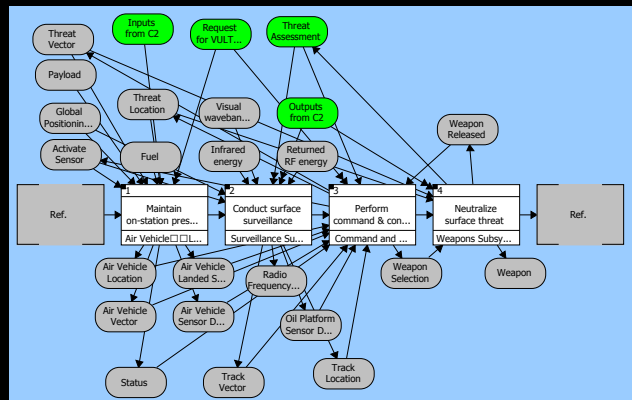 Threat
Vector
Inputs
from C2
Request
for VULT...
Threat
Assessment
Payload
Global
Positionin...
Threat
Location
Visual
waveban...
Outputs
from C2
Weapon
Released
Activate
Sensor
Fuel
Infrared
energy
Returned
RF energy
Ref.
1
Maintain
on-station pres...
Air Vehicle□□L...
2
Conduct surface
surveillance
Surveillance Su...
3
Perform
command & con...
Command and ...
4
Neutralize
surface threat
Weapons Subsy...
Ref.
Air Vehicle
Location
Air Vehicle
Landed S...
Radio
Frequency...
Weapon
Selection
Weapon
Air Vehicle
Vector
Air Vehicle
Sensor D...
Oil Platform
Sensor D...
Status
Track
Vector
Track
Location